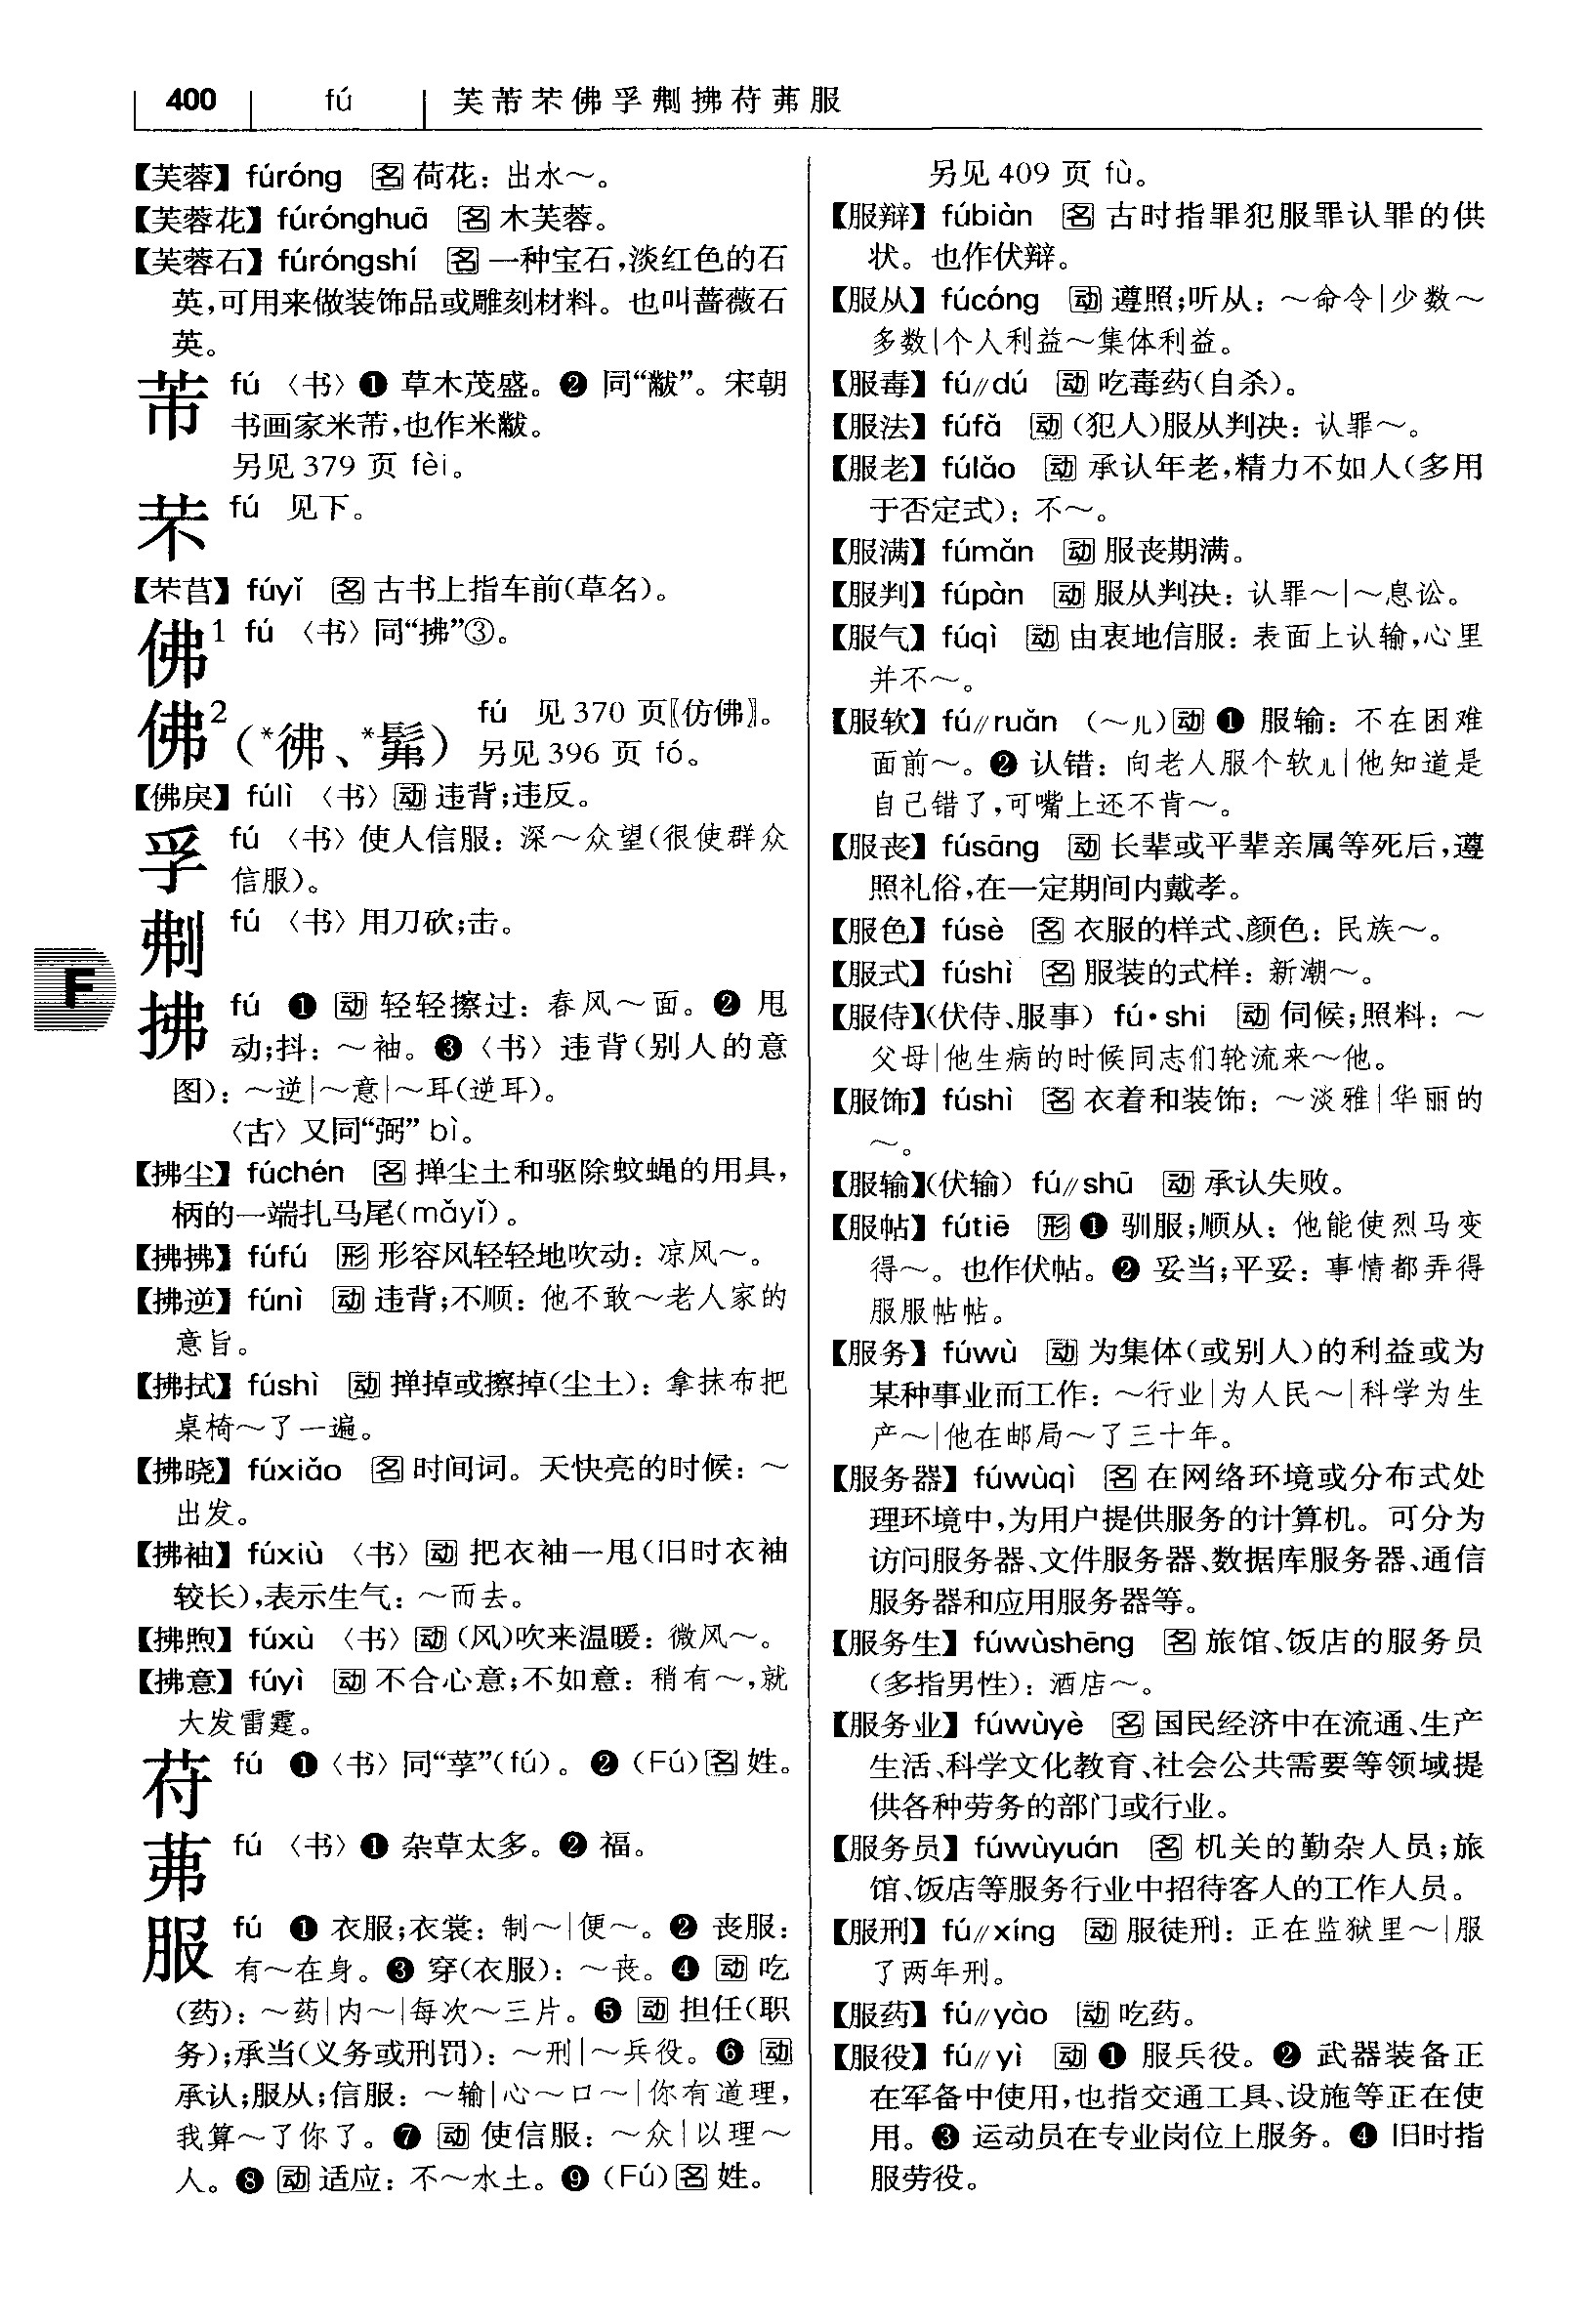 400 fú 芙芾芣佛孚刜拂苻茀服
【芙蓉】 fúróng 名 荷花：出水～。
【芙蓉花】 fúrónghuā 名 木芙蓉。
【芙蓉石】 fúróngshí 名 一种宝石，淡红色的石
英，可用来做装饰品或雕刻材料。也叫蔷薇石
英。
芾 fú 〈书〉❶ 草木茂盛。❷ 同“黻”。宋朝
书画家米芾，也作米黻。
另见 379 页 fèi。
芣 fú 见下。
【芣苢】 fúyǐ 名 古书上指车前（草名）。
佛1 fú 〈书〉同“拂”③。
佛2（*彿、*髴） fú 见 370 页〖仿佛〗。
另见 396 页 fó。
【佛戾】 fúlì 〈书〉动 违背；违反。
孚 fú 〈书〉使人信服：深～众望（很使群众
信服）。
刜 fú 〈书〉用刀砍；击。
F
拂 fú ❶ 动 轻轻擦过：春风～面。❷ 甩
动；抖：～袖。❸〈书〉违背（别人的意
图）：～逆|～意|～耳（逆耳）。
〈古〉又同“弼” bì。
【拂尘】 fúchén 名 掸尘土和驱除蚊蝇的用具，
柄的一端扎马尾（mǎyǐ）。
【拂拂】 fúfú 形 形容风轻轻地吹动：凉风～。
【拂逆】 fúnì 动 违背；不顺：他不敢～老人家的
意旨。
【拂拭】 fúshì 动 掸掉或擦掉（尘土）：拿抹布把
桌椅～了一遍。
【拂晓】 fúxiǎo 名 时间词。天快亮的时候：～
出发。
【拂袖】 fúxiù 〈书〉动 把衣袖一甩（旧时衣袖
较长），表示生气：～而去。
【拂煦】 fúxù 〈书〉动（风）吹来温暖：微风～。
【拂意】 fúyì 动 不合心意；不如意：稍有～，就
大发雷霆。
苻 fú ❶〈书〉同“莩”（fú）。❷（Fú）名 姓。
茀 fú 〈书〉❶ 杂草太多。❷ 福。
服 fú ❶ 衣服；衣裳：制～|便～。❷ 丧服：
有～在身。❸ 穿（衣服）：～丧。❹ 动 吃
（药）：～药|内～|每次～三片。❺ 动 担任（职
务）；承当（义务或刑罚）：～刑|～兵役。❻ 动
承认；服从；信服：～输|心～口～|你有道理，
我算～了你了。❼ 动 使信服：～众|以理～
人。❽ 动 适应：不～水土。❾（Fú）名 姓。
另见 409 页 fù。
【服辩】 fúbiàn 名 古时指罪犯服罪认罪的供
状。也作伏辩。
【服从】 fúcóng 动 遵照；听从：～命令|少数～
多数|个人利益～集体利益。
【服毒】 fú//dú 动 吃毒药（自杀）。
【服法】 fúfǎ 动（犯人）服从判决：认罪～。
【服老】 fúlǎo 动 承认年老，精力不如人（多用
于否定式）：不～。
【服满】 fúmǎn 动 服丧期满。
【服判】 fúpàn 动 服从判决：认罪～|～息讼。
【服气】 fúqì 动 由衷地信服：表面上认输，心里
并不～。
【服软】 fú//ruǎn （～儿）动 ❶ 服输：不在困难
面前～。❷ 认错：向老人服个软儿|他知道是
自己错了，可嘴上还不肯～。
【服丧】 fúsāng 动 长辈或平辈亲属等死后，遵
照礼俗，在一定期间内戴孝。
【服色】 fúsè 名 衣服的样式、颜色：民族～。
【服式】 fúshì 名 服装的式样：新潮～。
【服侍】（伏侍、服事） fú·shi 动 伺候；照料：～
父母|他生病的时候同志们轮流来～他。
【服饰】 fúshì 名 衣着和装饰：～淡雅|华丽的
～。
【服输】（伏输） fú//shū 动 承认失败。
【服帖】 fútiē 形 ❶ 驯服；顺从：他能使烈马变
得～。也作伏帖。❷ 妥当；平妥：事情都弄得
服服帖帖。
【服务】 fúwù 动 为集体（或别人）的利益或为
某种事业而工作：～行业|为人民～|科学为生
产～|他在邮局～了三十年。
【服务器】 fúwùqì 名 在网络环境或分布式处
理环境中，为用户提供服务的计算机。可分为
访问服务器、文件服务器、数据库服务器、通信
服务器和应用服务器等。
【服务生】 fúwùshēng 名 旅馆、饭店的服务员
（多指男性）：酒店～。
【服务业】 fúwùyè 名 国民经济中在流通、生产
生活、科学文化教育、社会公共需要等领域提
供各种劳务的部门或行业。
【服务员】 fúwùyuán 名 机关的勤杂人员；旅
馆、饭店等服务行业中招待客人的工作人员。
【服刑】 fú//xíng 动 服徒刑：正在监狱里～|服
了两年刑。
【服药】 fú//yào 动 吃药。
【服役】 fú//yì 动 ❶ 服兵役。❷ 武器装备正
在军备中使用，也指交通工具、设施等正在使
用。❸ 运动员在专业岗位上服务。❹ 旧时指
服劳役。